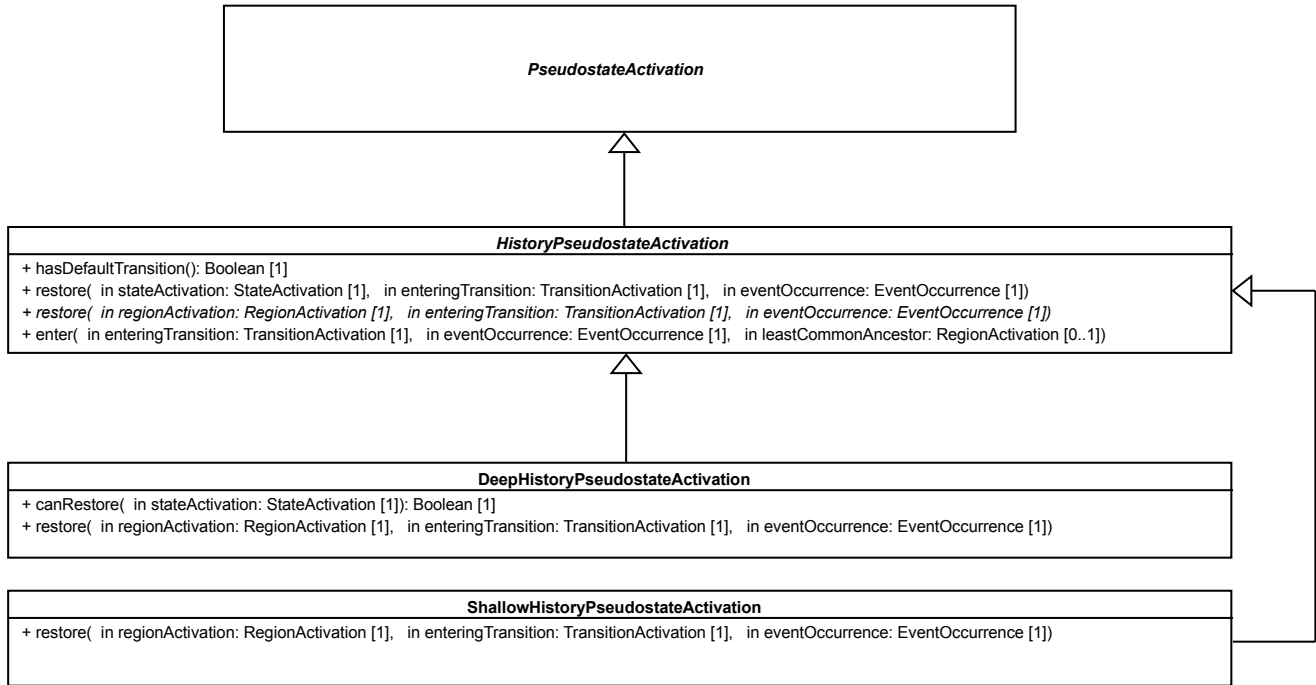 PseudostateActivation
HistoryPseudostateActivation
+ hasDefaultTransition(): Boolean [1]
+ restore( in stateActivation: StateActivation [1], in enteringTransition: TransitionActivation [1], in eventOccurrence: EventOccurrence [1])
+ restore( in regionActivation: RegionActivation [1], in enteringTransition: TransitionActivation [1], in eventOccurrence: EventOccurrence [1])
+ enter( in enteringTransition: TransitionActivation [1], in eventOccurrence: EventOccurrence [1], in leastCommonAncestor: RegionActivation [0..1])
DeepHistoryPseudostateActivation
+ canRestore( in stateActivation: StateActivation [1]): Boolean [1]
+ restore( in regionActivation: RegionActivation [1], in enteringTransition: TransitionActivation [1], in eventOccurrence: EventOccurrence [1])
ShallowHistoryPseudostateActivation
+ restore( in regionActivation: RegionActivation [1], in enteringTransition: TransitionActivation [1], in eventOccurrence: EventOccurrence [1])